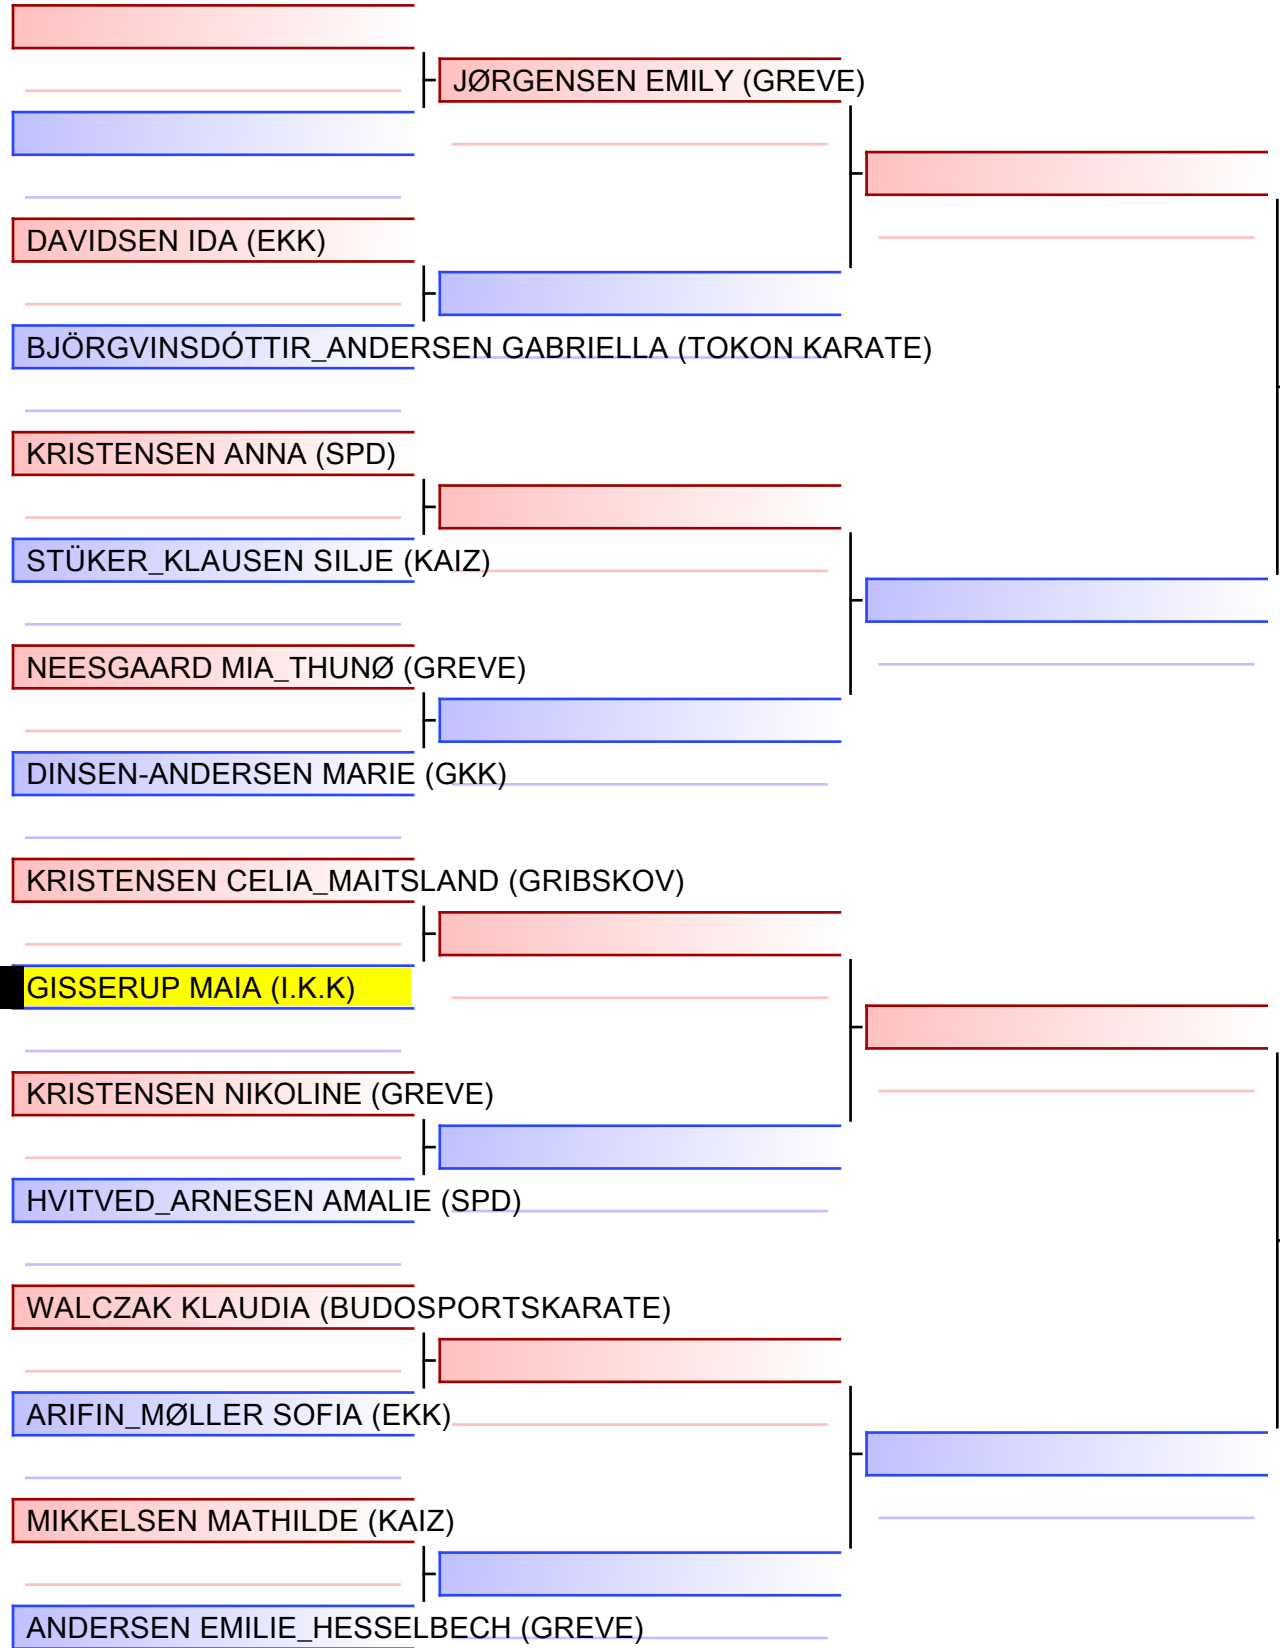 JØRGENSEN EMILY (GREVE)
DAVIDSEN IDA (EKK)
BJÖRGVINSDÓTTIR_ANDERSEN GABRIELLA (TOKON KARATE)
KRISTENSEN ANNA (SPD)
STÜKER_KLAUSEN SILJE (KAIZ)
NEESGAARD MIA_THUNØ (GREVE)
DINSEN-ANDERSEN MARIE (GKK)
KRISTENSEN CELIA_MAITSLAND (GRIBSKOV)
GISSERUP MAIA (I.K.K)
KRISTENSEN NIKOLINE (GREVE)
HVITVED_ARNESEN AMALIE (SPD)
WALCZAK KLAUDIA (BUDOSPORTSKARATE)
ARIFIN_MØLLER SOFIA (EKK)
MIKKELSEN MATHILDE (KAIZ)
ANDERSEN EMILIE_HESSELBECH (GREVE)